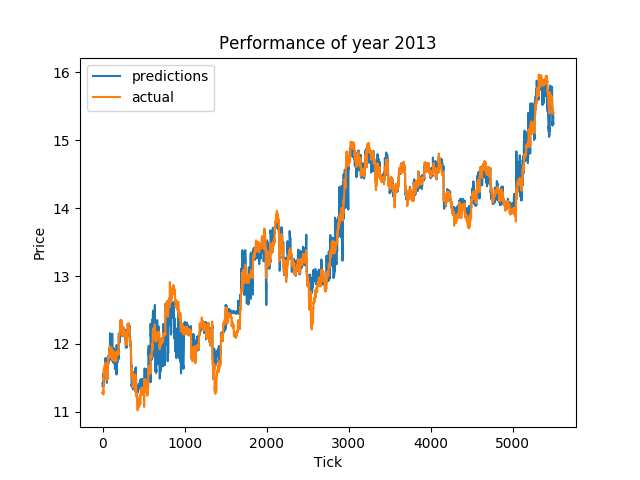 Performance of year 2013
predictions
actual
16
15
14
13
12
11
Price
0 1000 2000 3000 4000 5000
Tick